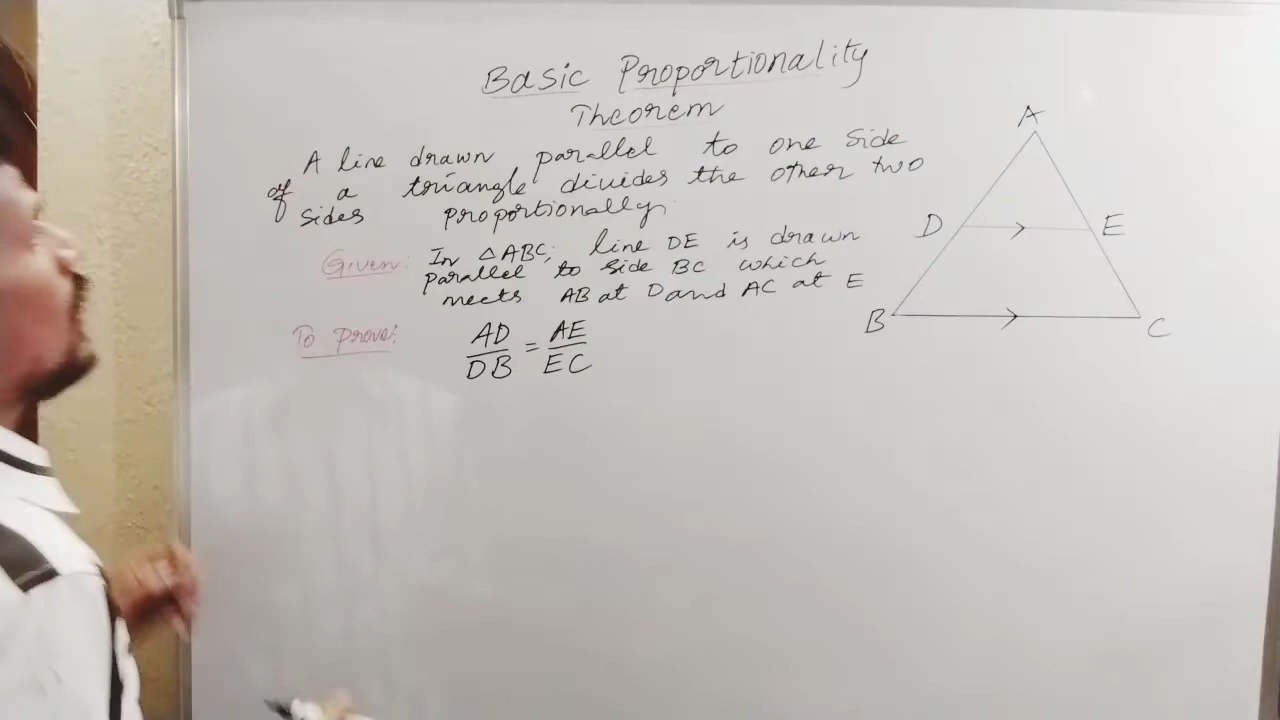 Basic Proportionality
Theorem
A line drawn parallel to one side
of a triangle divides the other two
sides proportionally.
Given: In △ABC, line DE is drawn
parallel to side BC which
meets AB at D and AC at E
To prove: AD/DB = AE/EC
A
D
E
B
C